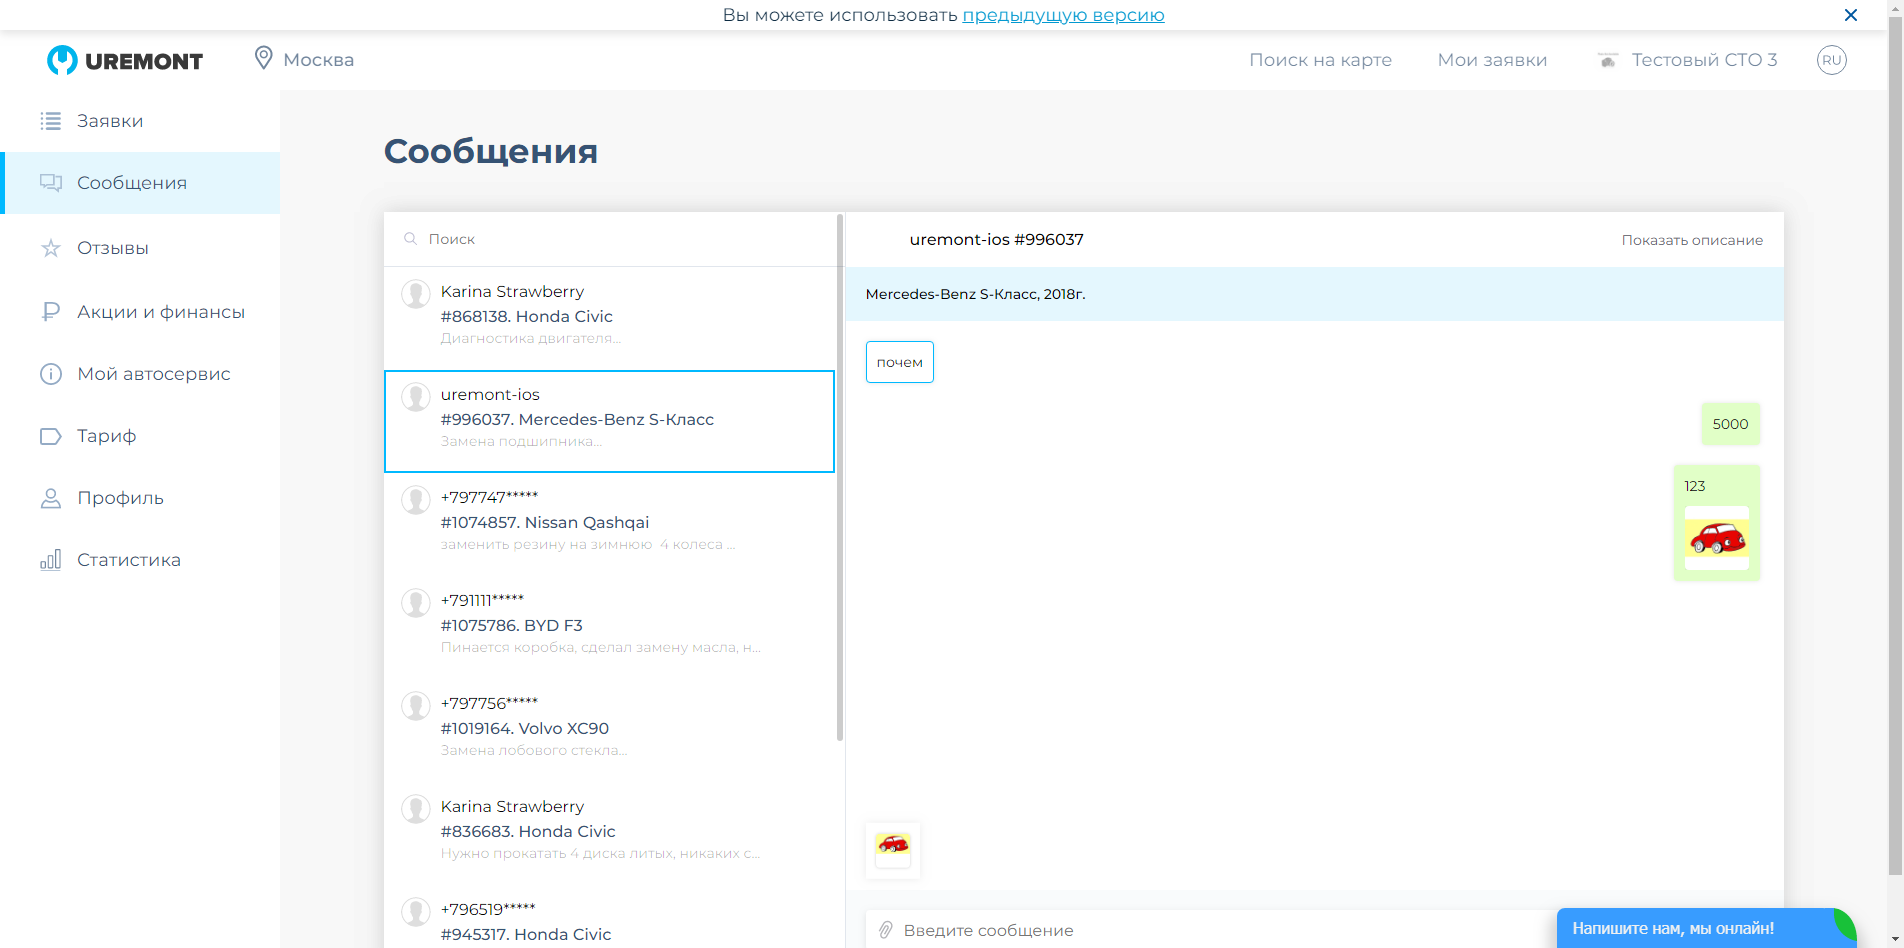 Вы можете использовать предыдущую версию
UREMONT
Москва
Поиск на карте
Мои заявки
Тестовый СТО 3
RU
Заявки
Сообщения
Отзывы
Акции и финансы
Мой автосервис
Тариф
Профиль
Статистика
Сообщения
Поиск
Karina Strawberry
#868138. Honda Civic
Диагностика двигателя...
uremont-ios
#996037. Mercedes-Benz S-Класс
Замена подшипника...
+797747*****
#1074857. Nissan Qashqai
заменить резину на зимнюю 4 колеса ...
+791111*****
#1075786. BYD F3
Пинается коробка, сделал замену масла, н...
+797756*****
#1019164. Volvo XC90
Замена лобового стекла...
Karina Strawberry
#836683. Honda Civic
Нужно прокатать 4 диска литых, никаких с...
+796519*****
#945317. Honda Civic
uremont-ios #996037
Показать описание
Mercedes-Benz S-Класс, 2018г.
почем
5000
123
Введите сообщение
Напишите нам, мы онлайн!